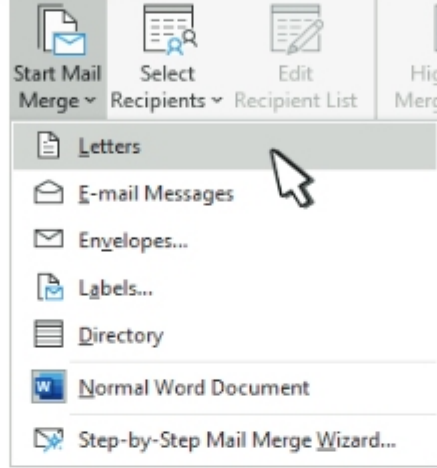 Start Mail Merge
Select Recipients
Edit Recipient List
Letters
E-mail Messages
Envelopes...
Labels...
Directory
Normal Word Document
Step-by-Step Mail Merge Wizard...